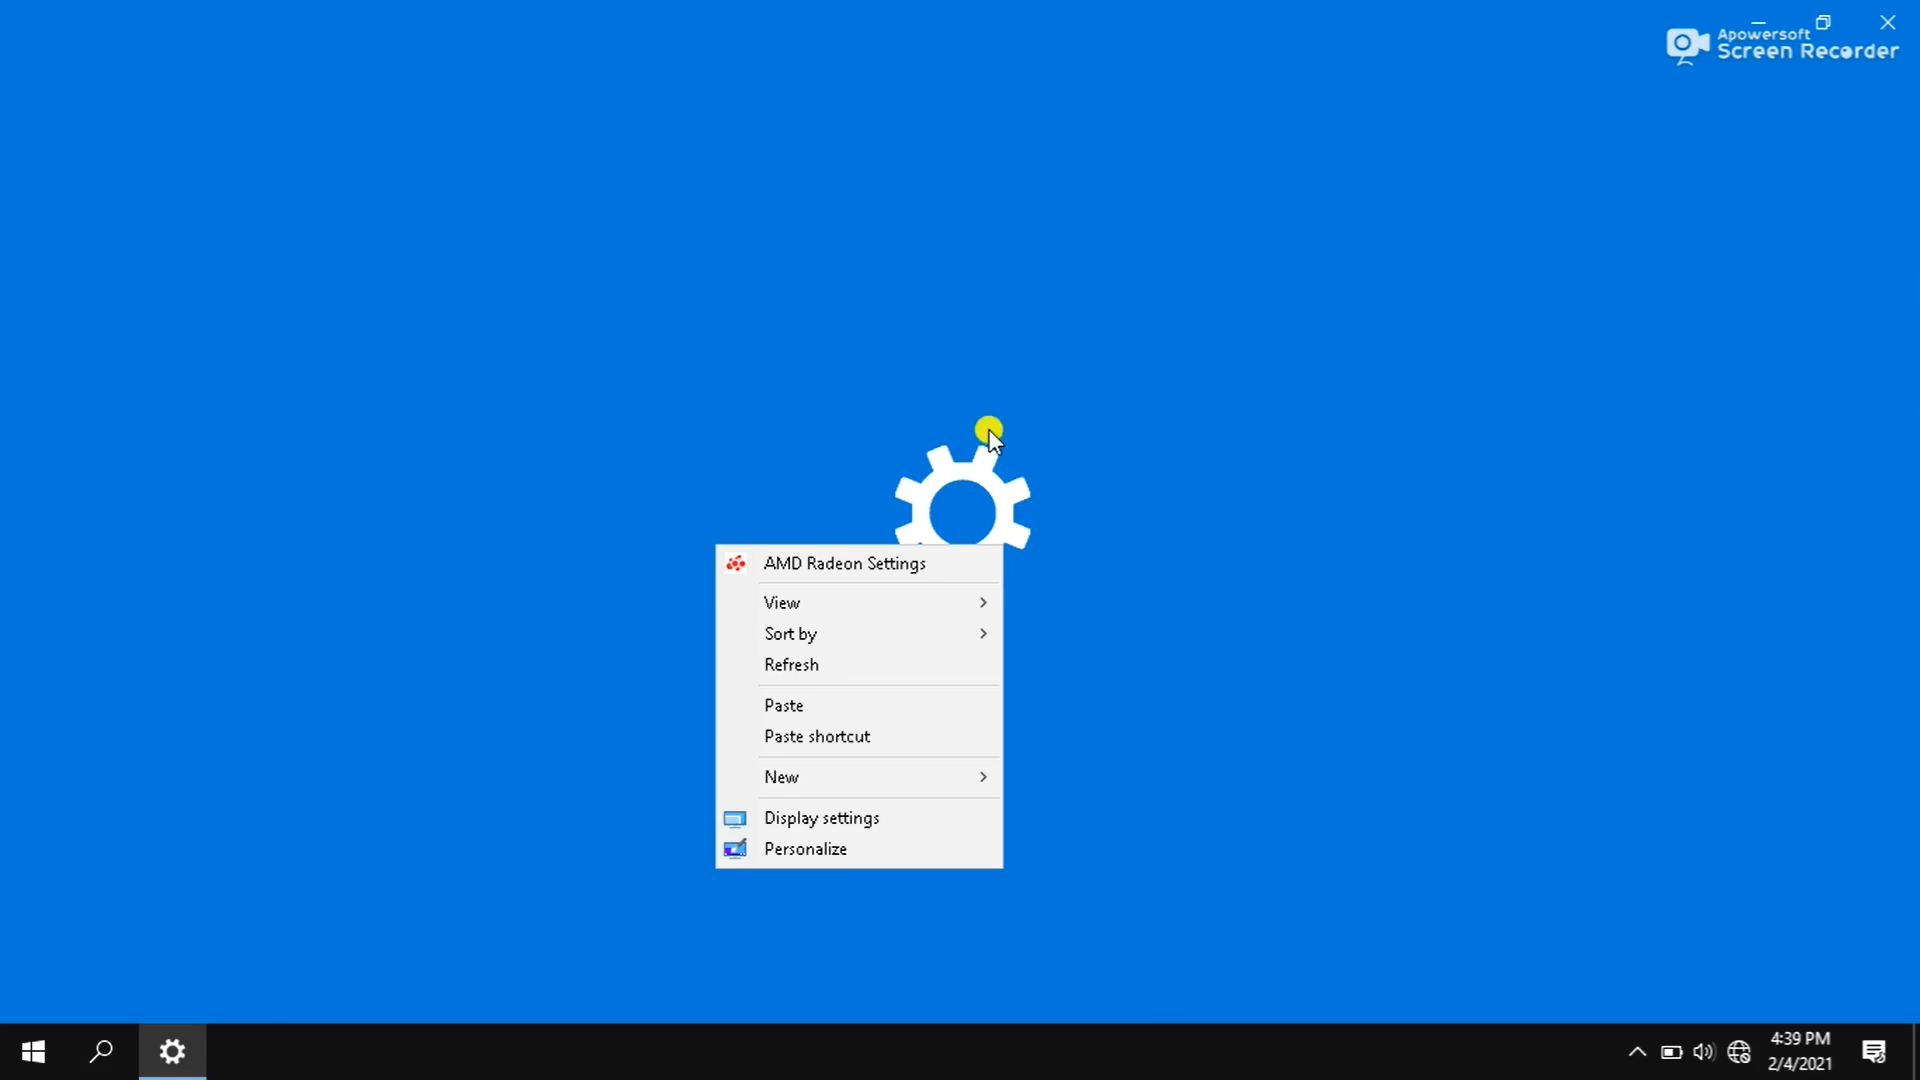 Apowersoft
Screen Recorder
AMD Radeon Settings
View
Sort by
Refresh
Paste
Paste shortcut
New
Display settings
Personalize
4:39 PM
2/4/2021